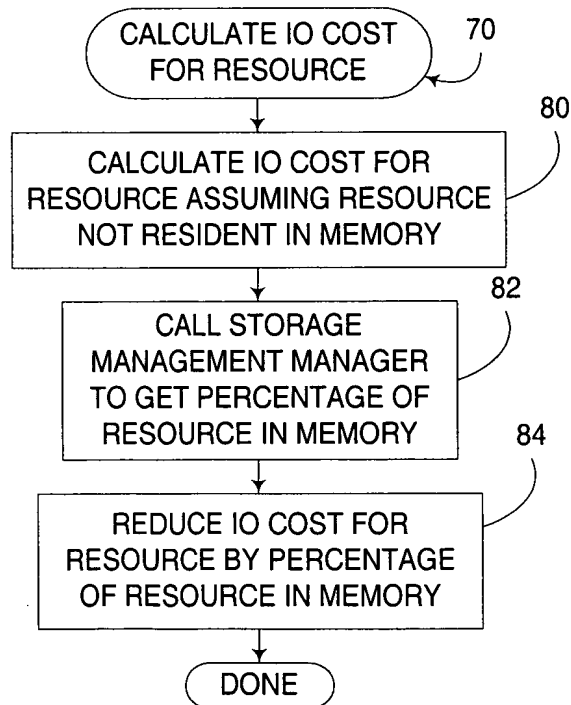 CALCULATE IO COST
FOR RESOURCE
70
80
CALCULATE IO COST FOR
RESOURCE ASSUMING RESOURCE
NOT RESIDENT IN MEMORY
82
CALL STORAGE
MANAGEMENT MANAGER
TO GET PERCENTAGE OF
RESOURCE IN MEMORY
84
REDUCE IO COST FOR
RESOURCE BY PERCENTAGE
OF RESOURCE IN MEMORY
DONE